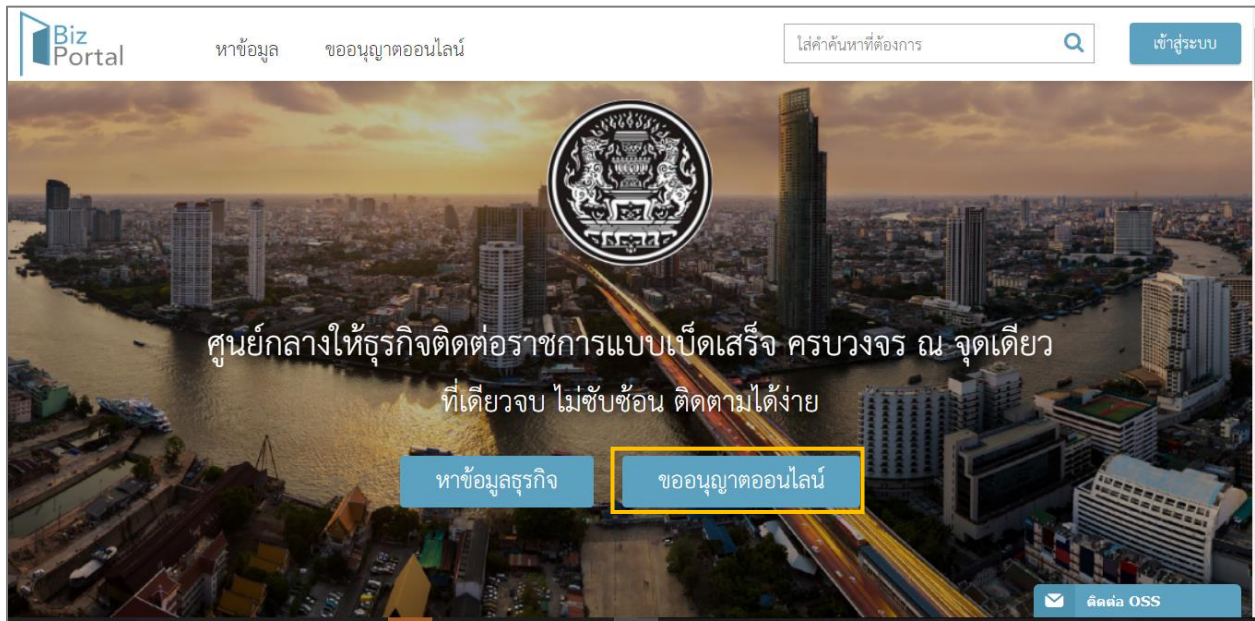 Biz
Portal
หาข้อมูล
ขออนุญาตออนไลน์
ใส่คำค้นหาที่ต้องการ
เข้าสู่ระบบ
ศูนย์กลางให้ธุรกิจติดต่อราชการแบบเบ็ดเสร็จ ครบวงจร ณ จุดเดียว
ที่เดียวจบ ไม่ซับซ้อน ติดตามได้ง่าย
หาข้อมูลธุรกิจ
ขออนุญาตออนไลน์
ติดต่อ OSS